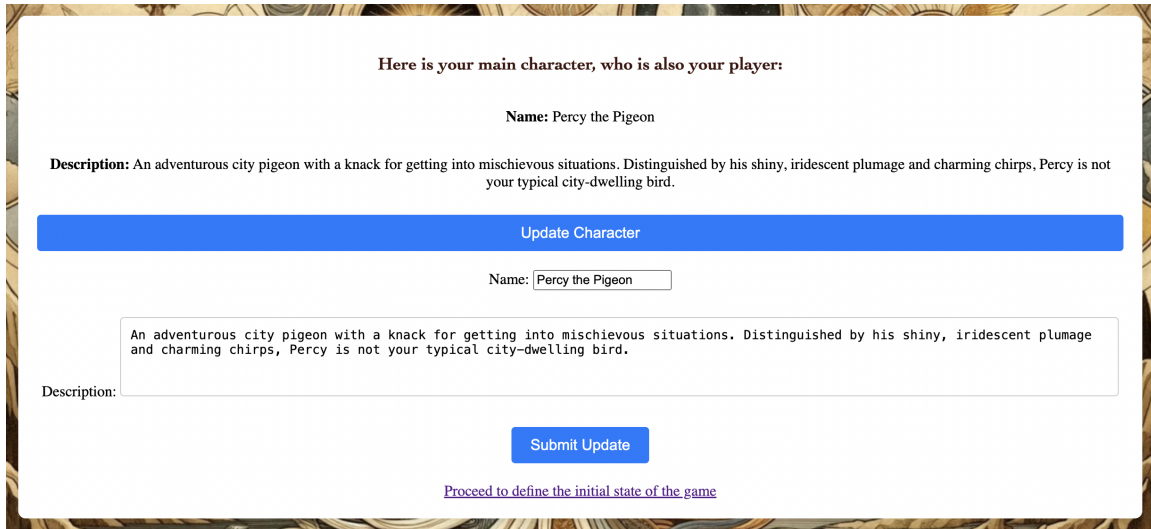 Here is your main character, who is also your player:
Name: Percy the Pigeon
Description: An adventurous city pigeon with a knack for getting into mischievous situations. Distinguished by his shiny, iridescent plumage and charming chirps, Percy is not
your typical city-dwelling bird.
Update Character
Name: Percy the Pigeon
An adventurous city pigeon with a knack for getting into mischievous situations. Distinguished by his shiny, iridescent plumage
and charming chirps, Percy is not your typical city-dwelling bird.
Description:
Submit Update
Proceed to define the initial state of the game